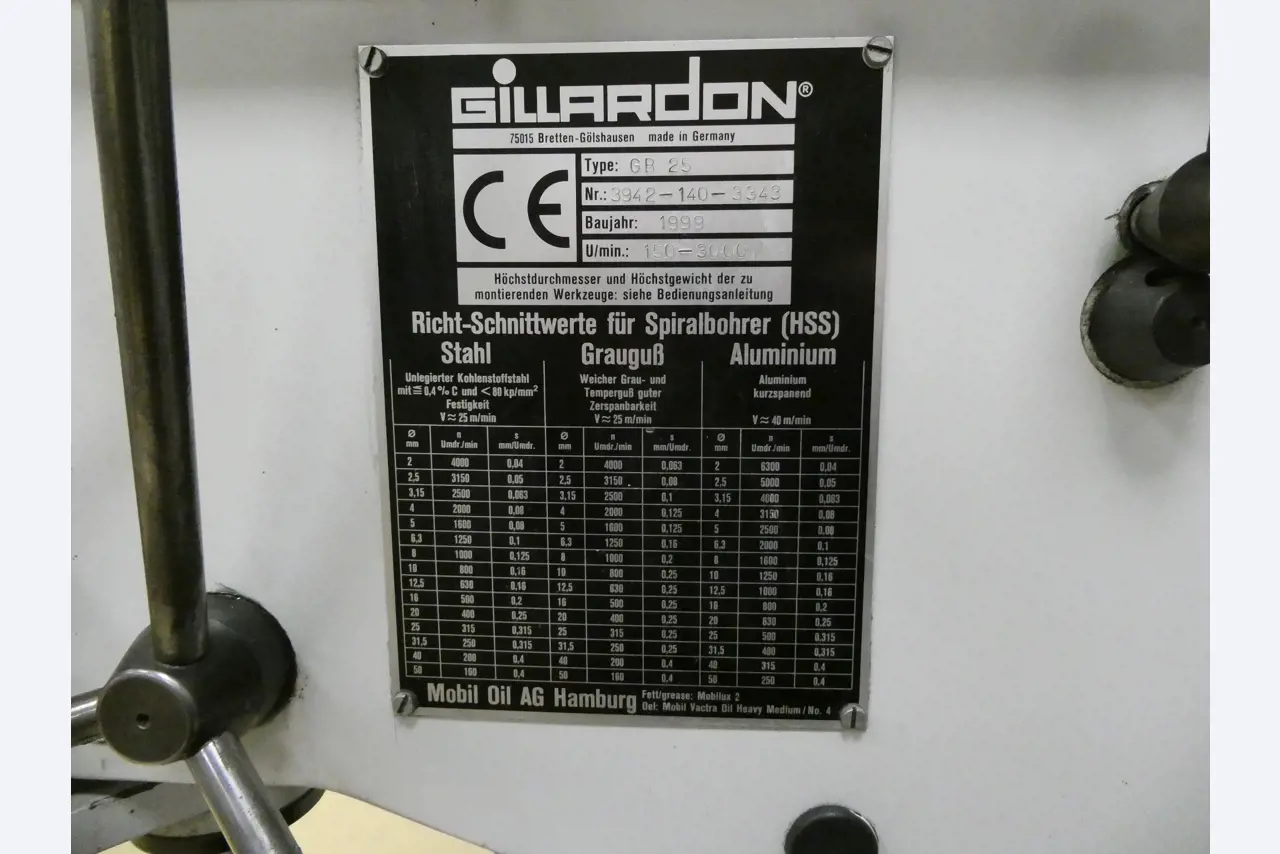 GILLARDON®
75015 Bretten-Gölshausen made in Germany
CE
Type: GB 25
Nr.: 3942-140-3343
Baujahr: 1999
U/min.: 150-3000
Höchstdurchmesser und Höchstgewicht der zu
montierenden Werkzeuge: siehe Bedienungsanleitung
Richt-Schnittwerte für Spiralbohrer (HSS)
Stahl Grauguß Aluminium
Unlegierter Kohlenstoffstahl Weicher Grau- und Aluminium
mit ≦ 0,4 % C und < 80 kp/mm² Temperguß guter kurzspanend
Festigkeit Zerspanbarkeit
V ≈ 25 m/min V ≈ 25 m/min V ≈ 40 m/min
Ø n s Ø n s Ø n s
mm Umdr./min mm/Umdr. mm Umdr./min mm/Umdr. mm Umdr./min mm/Umdr.
2 4000 0,04 2 4000 0,063 2 6300 0,04
2,5 3150 0,05 2,5 3150 0,08 2,5 5000 0,05
3,15 2500 0,063 3,15 2500 0,1 3,15 4000 0,063
4 2000 0,08 4 2000 0,125 4 3150 0,08
5 1600 0,08 5 1600 0,125 5 2500 0,08
6,3 1250 0,1 6,3 1250 0,16 6,3 2000 0,1
8 1000 0,125 8 1000 0,2 8 1600 0,125
10 800 0,16 10 800 0,25 10 1250 0,16
12,5 630 0,16 12,5 630 0,25 12,5 1000 0,16
16 500 0,2 16 500 0,25 16 800 0,2
20 400 0,25 20 400 0,25 20 630 0,25
25 315 0,315 25 315 0,25 25 500 0,315
31,5 250 0,315 31,5 250 0,25 31,5 400 0,315
40 200 0,4 40 200 0,4 40 315 0,4
50 160 0,4 50 160 0,4 50 250 0,4
Mobil Oil AG Hamburg Fett/grease: Mobilux 2
Oel: Mobil Vactra Oil Heavy Medium/No. 4